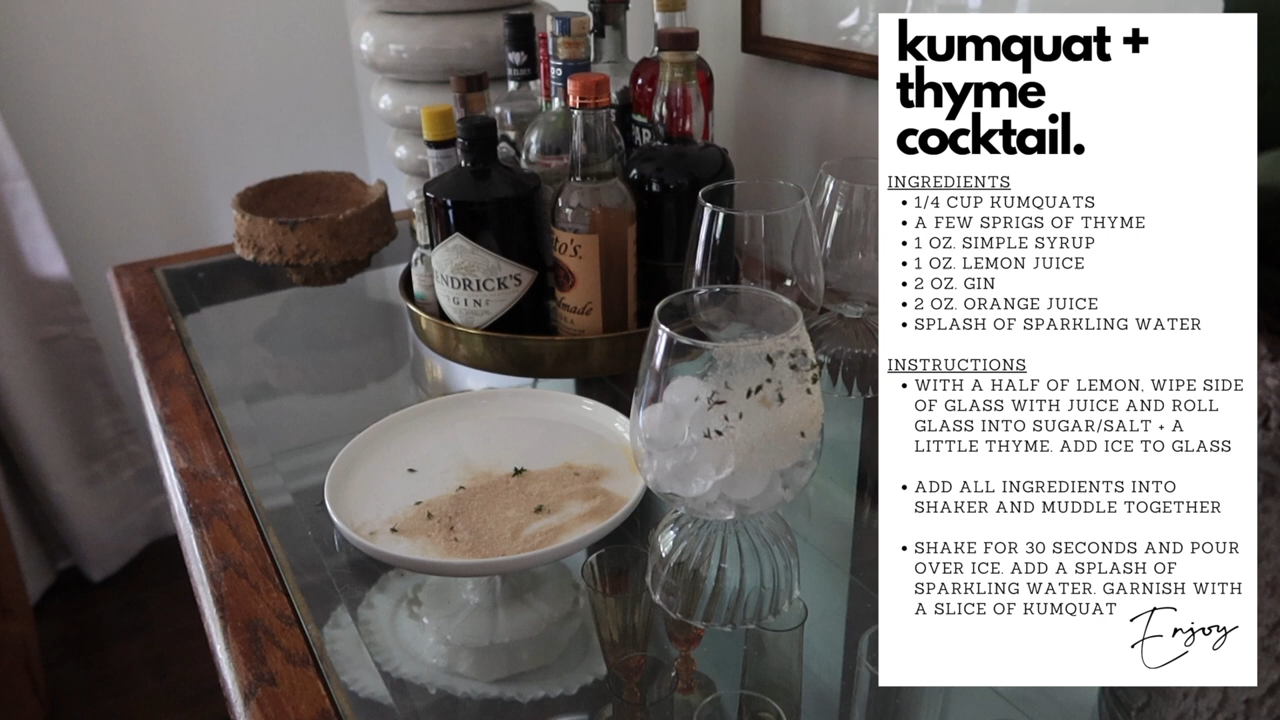 kumquat +
thyme
cocktail.
INGREDIENTS
• 1/4 CUP KUMQUATS
• A FEW SPRIGS OF THYME
• 1 OZ. SIMPLE SYRUP
• 1 OZ. LEMON JUICE
• 2 OZ. GIN
• 2 OZ. ORANGE JUICE
• SPLASH OF SPARKLING WATER
INSTRUCTIONS
• WITH A HALF OF LEMON, WIPE SIDE
OF GLASS WITH JUICE AND ROLL
GLASS INTO SUGAR/SALT + A
LITTLE THYME. ADD ICE TO GLASS
• ADD ALL INGREDIENTS INTO
SHAKER AND MUDDLE TOGETHER
• SHAKE FOR 30 SECONDS AND POUR
OVER ICE. ADD A SPLASH OF
SPARKLING WATER. GARNISH WITH
A SLICE OF KUMQUAT
Enjoy
ENDRICK'S
GIN
to's.
dmade